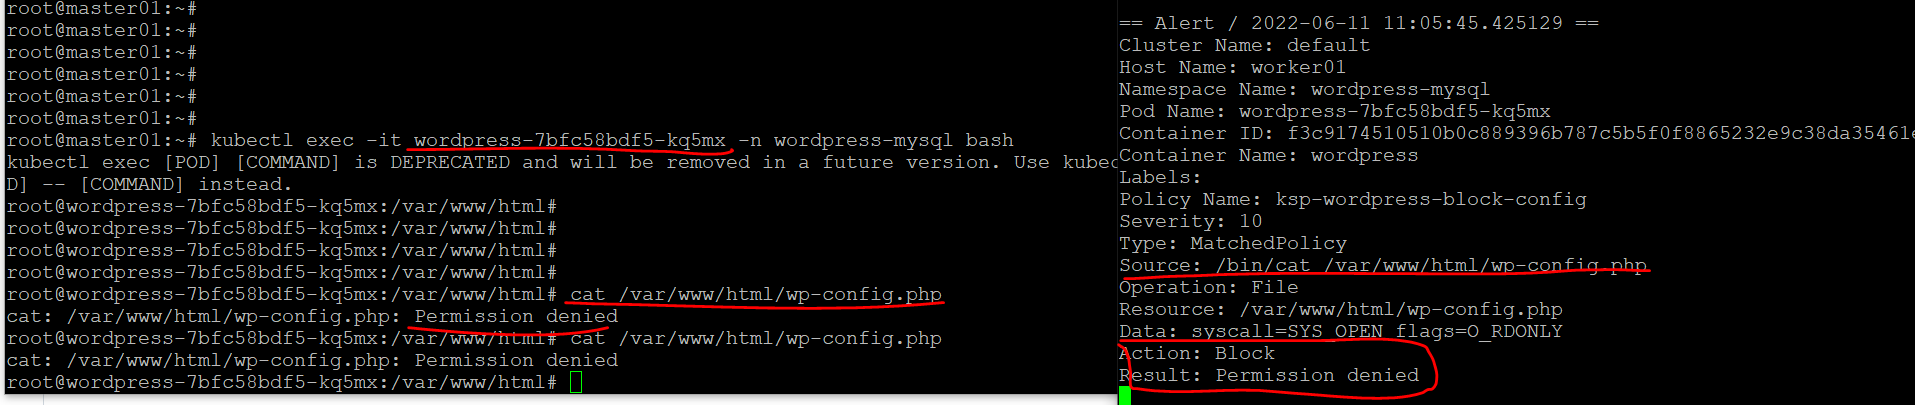 root@master01:~#
root@master01:~#
root@master01:~#
root@master01:~#
root@master01:~#
root@master01:~#
root@master01:~# kubectl exec -it wordpress-7bfc58bdf5-kq5mx -n wordpress-mysql bash
kubectl exec [POD] [COMMAND] is DEPRECATED and will be removed in a future version. Use kubec
D] -- [COMMAND] instead.
root@wordpress-7bfc58bdf5-kq5mx:/var/www/html#
root@wordpress-7bfc58bdf5-kq5mx:/var/www/html#
root@wordpress-7bfc58bdf5-kq5mx:/var/www/html#
root@wordpress-7bfc58bdf5-kq5mx:/var/www/html#
root@wordpress-7bfc58bdf5-kq5mx:/var/www/html# cat /var/www/html/wp-config.php
cat: /var/www/html/wp-config.php: Permission denied
root@wordpress-7bfc58bdf5-kq5mx:/var/www/html# cat /var/www/html/wp-config.php
cat: /var/www/html/wp-config.php: Permission denied
root@wordpress-7bfc58bdf5-kq5mx:/var/www/html#
== Alert / 2022-06-11 11:05:45.425129 ==
Cluster Name: default
Host Name: worker01
Namespace Name: wordpress-mysql
Pod Name: wordpress-7bfc58bdf5-kq5mx
Container ID: f3c9174510510b0c889396b787c5b5f0f8865232e9c38da35461e
Container Name: wordpress
Labels:
Policy Name: ksp-wordpress-block-config
Severity: 10
Type: MatchedPolicy
Source: /bin/cat /var/www/html/wp-config.php
Operation: File
Resource: /var/www/html/wp-config.php
Data: syscall=SYS_OPEN flags=O_RDONLY
Action: Block
Result: Permission denied